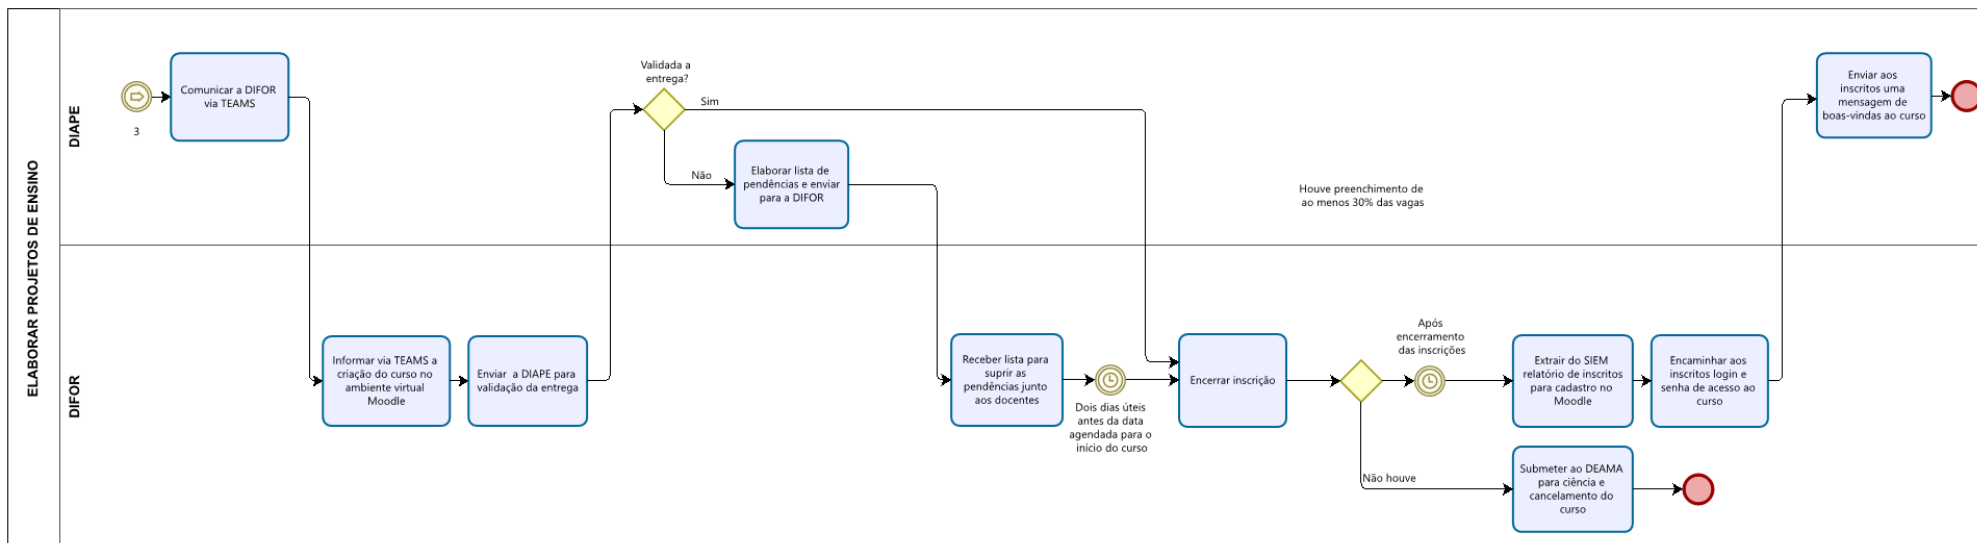 ELABORAR PROJETOS DE ENSINO
DIAPE
3
Comunicar a DIFOR
via TEAMS
Validada a
entrega?
Sim
Não
Elaborar lista de
pendências e enviar
para a DIFOR
Houve preenchimento de
ao menos 30% das vagas
Enviar aos
inscritos uma
mensagem de
boas-vindas ao curso
DIFOR
Informar via TEAMS a
criação do curso no
ambiente virtual
Moodle
Enviar a DIAPE para
validação da entrega
Receber lista para
suprir as
pendências junto
aos docentes
Dois dias úteis
antes da data
agendada para o
início do curso
Encerrar inscrição
Após
encerramento
das inscrições
Extrair do SIEM
relatório de inscritos
para cadastro no
Moodle
Encaminhar aos
inscritos login e
senha de acesso ao
curso
Não houve
Submeter ao DEAMA
para ciência e
cancelamento do
curso